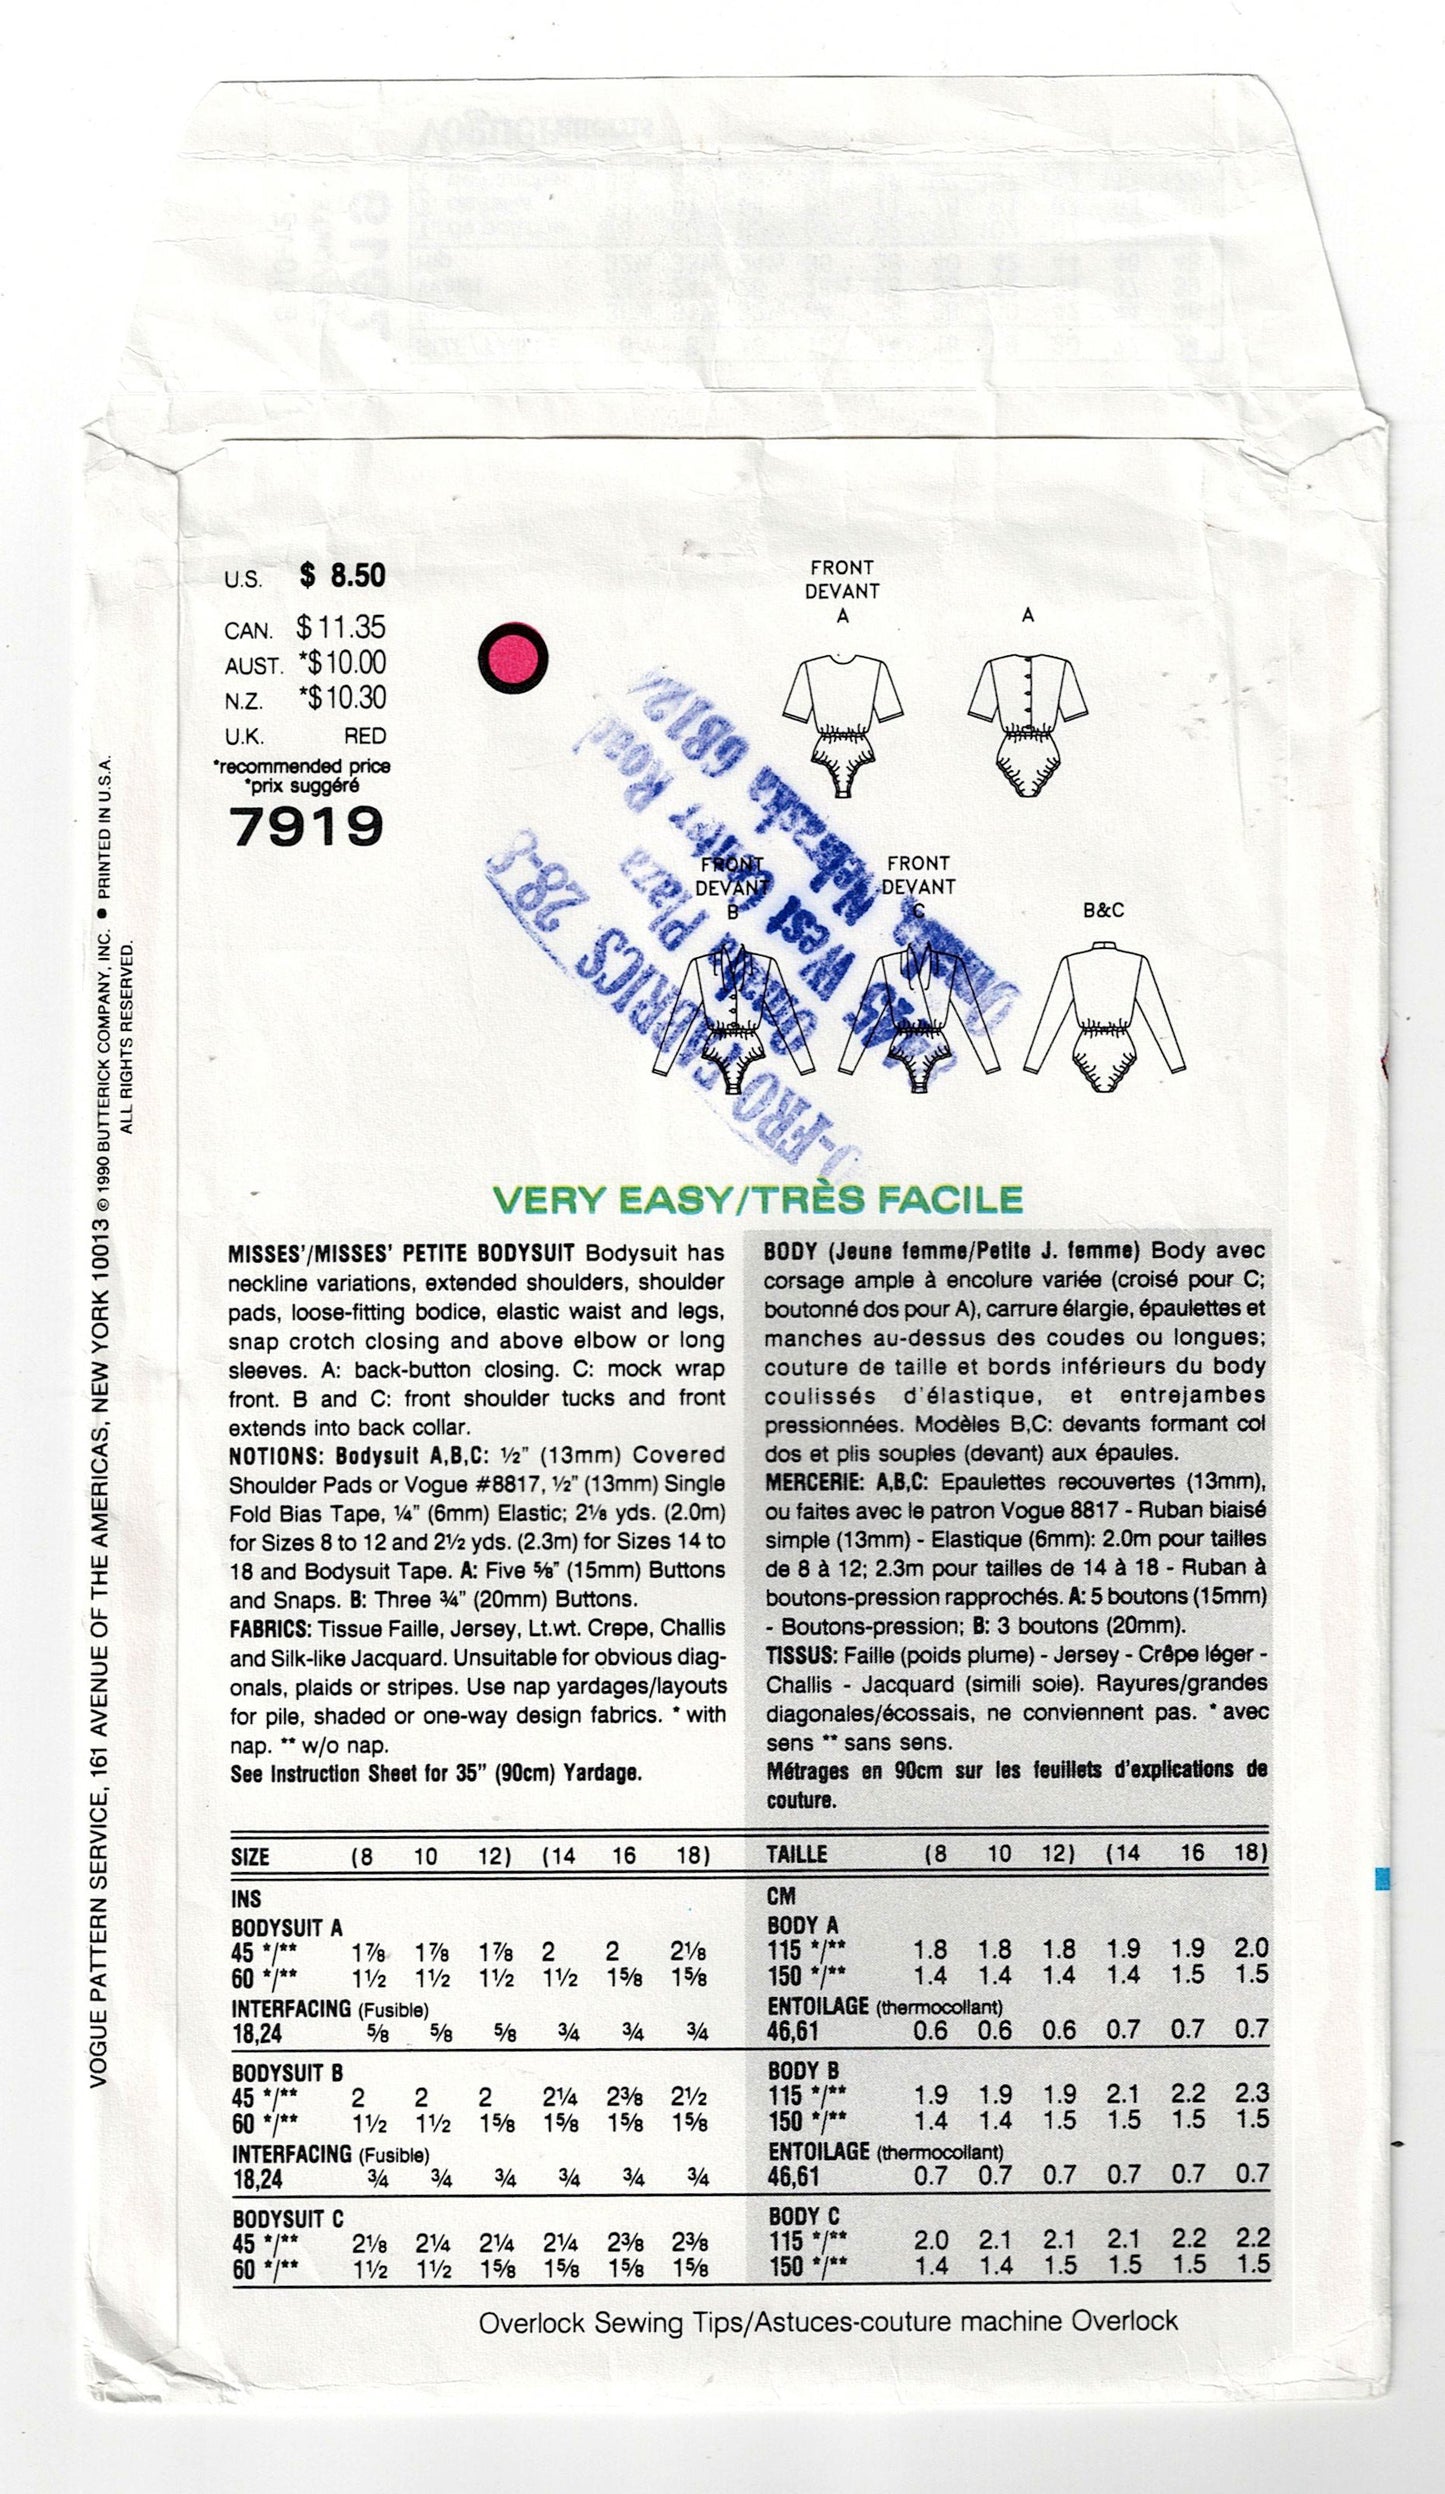 U.S. $ 8.50
CAN. $ 11.35
AUST. *$10.00
N.Z. *$10.30
U.K. RED
*recommended price
*prix suggéré
7919
FRONT
DEVANT
A
A
FRONT
DEVANT
B
FRONT
DEVANT
C
B&C
FABRICS 28-8
Omaha Plaza
West Center Road
Omaha, Nebraska 6812
VERY EASY/TRÈS FACILE
MISSES'/MISSES' PETITE BODYSUIT Bodysuit has
neckline variations, extended shoulders, shoulder
pads, loose-fitting bodice, elastic waist and legs,
snap crotch closing and above elbow or long
sleeves. A: back-button closing. C: mock wrap
front. B and C: front shoulder tucks and front
extends into back collar.
NOTIONS: Bodysuit A,B,C: ½" (13mm) Covered
Shoulder Pads or Vogue #8817, ½" (13mm) Single
Fold Bias Tape, ¼" (6mm) Elastic; 2⅛ yds. (2.0m)
for Sizes 8 to 12 and 2½ yds. (2.3m) for Sizes 14 to
18 and Bodysuit Tape. A: Five ⅝" (15mm) Buttons
and Snaps. B: Three ¾" (20mm) Buttons.
FABRICS: Tissue Faille, Jersey, Lt.wt. Crepe, Challis
and Silk-like Jacquard. Unsuitable for obvious diag-
onals, plaids or stripes. Use nap yardages/layouts
for pile, shaded or one-way design fabrics. * with
nap. ** w/o nap.
See Instruction Sheet for 35" (90cm) Yardage.
BODY (Jeune femme/Petite J. femme) Body avec
corsage ample à encolure variée (croisé pour C;
boutonné dos pour A), carrure élargie, épaulettes et
manches au-dessus des coudes ou longues;
couture de taille et bords inférieurs du body
coulissés d'élastique, et entrejambes
pressionnées. Modèles B,C: devants formant col
dos et plis souples (devant) aux épaules.
MERCERIE: A,B,C: Epaulettes recouvertes (13mm),
ou faites avec le patron Vogue 8817 - Ruban biaisé
simple (13mm) - Elastique (6mm): 2.0m pour tailles
de 8 à 12; 2.3m pour tailles de 14 à 18 - Ruban à
boutons-pression rapprochés. A: 5 boutons (15mm)
- Boutons-pression; B: 3 boutons (20mm).
TISSUS: Faille (poids plume) - Jersey - Crêpe léger -
Challis - Jacquard (simili soie). Rayures/grandes
diagonales/écossais, ne conviennent pas. * avec
sens ** sans sens.
Métrages en 90cm sur les feuillets d'explications de
couture.
SIZE (8 10 12) (14 16 18)
INS
BODYSUIT A
45 */** 1⅞ 1⅞ 1⅞ 2 2 2⅛
60 */** 1½ 1½ 1½ 1½ 1⅝ 1⅝
INTERFACING (Fusible)
18,24 ⅝ ⅝ ⅝ ¾ ¾ ¾
BODYSUIT B
45 */** 2 2 2 2¼ 2⅜ 2½
60 */** 1½ 1½ 1⅝ 1⅝ 1⅝ 1⅝
INTERFACING (Fusible)
18,24 ¾ ¾ ¾ ¾ ¾ ¾
BODYSUIT C
45 */** 2⅛ 2¼ 2¼ 2¼ 2⅜ 2⅜
60 */** 1½ 1½ 1⅝ 1⅝ 1⅝ 1⅝
TAILLE (8 10 12) (14 16 18)
CM
BODY A
115 */** 1.8 1.8 1.8 1.9 1.9 2.0
150 */** 1.4 1.4 1.4 1.4 1.5 1.5
ENTOILAGE (thermocollant)
46,61 0.6 0.6 0.6 0.7 0.7 0.7
BODY B
115 */** 1.9 1.9 1.9 2.1 2.2 2.3
150 */** 1.4 1.4 1.5 1.5 1.5 1.5
ENTOILAGE (thermocollant)
46,61 0.7 0.7 0.7 0.7 0.7 0.7
BODY C
115 */** 2.0 2.1 2.1 2.1 2.2 2.2
150 */** 1.4 1.4 1.5 1.5 1.5 1.5
Overlock Sewing Tips/Astuces-couture machine Overlock
VOGUE PATTERN SERVICE, 161 AVENUE OF THE AMERICAS, NEW YORK 10013 © 1990 BUTTERICK COMPANY, INC. ● PRINTED IN U.S.A.
ALL RIGHTS RESERVED.